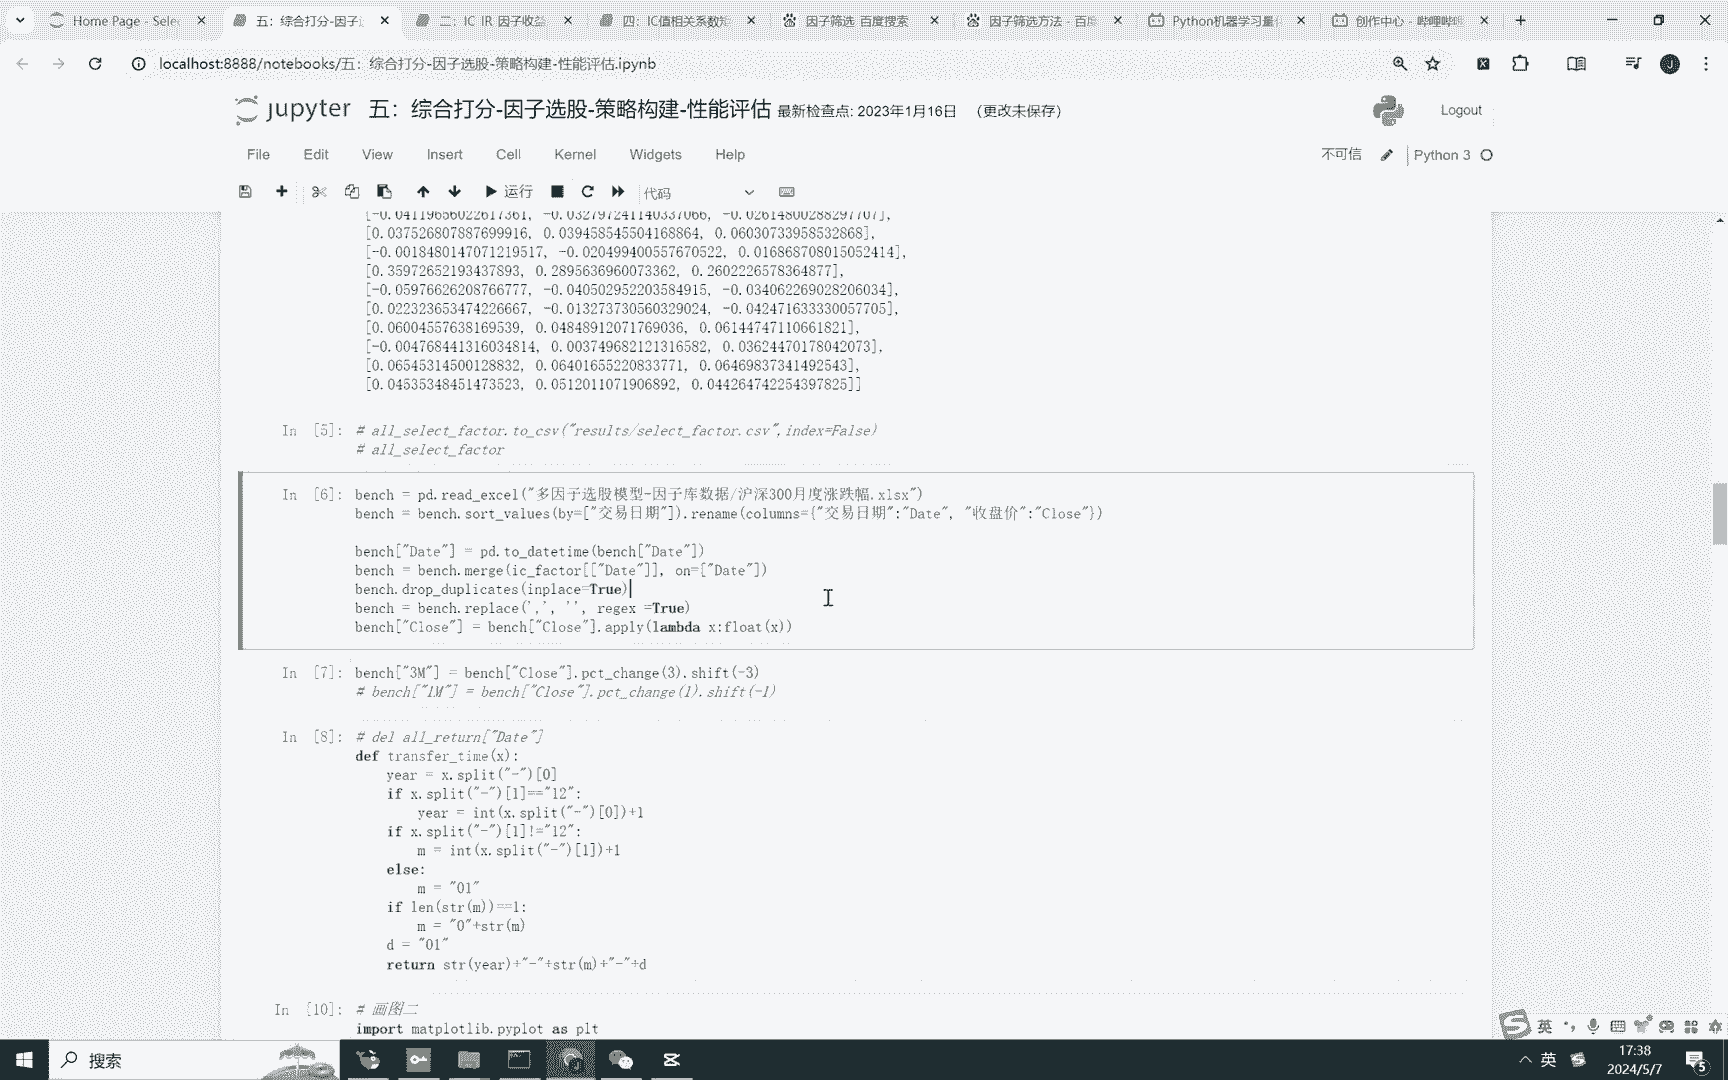 Home Page - Selec
五：综合打分-因子选
二：IC_IR_因子收益
四：IC值相关系数矩
因子筛选_百度搜索
因子筛选方法 - 百度
Python机器学习量化
创作中心 - 哔哩哔哩
localhost:8888/notebooks/五：综合打分-因子选股-策略构建-性能评估.ipynb
jupyter 五：综合打分-因子选股-策略构建-性能评估 最新检查点: 2023年1月16日 （更改未保存）
Logout
File Edit View Insert Cell Kernel Widgets Help
不可信 Python 3
运行 代码
[-0.04119656022617361, -0.032797241140337066, -0.02614800288297707],
[0.037526807887699916, 0.039458545504168864, 0.06030733958532868],
[-0.0018480147071219517, -0.020499400557670522, 0.016868708015052414],
[0.35972652193437893, 0.2895636960073362, 0.2602226578364877],
[-0.05976626208766777, -0.040502952203584915, -0.034062269028206034],
[0.022323653474226667, -0.013273730560329024, -0.042471633330057705],
[0.06004557638169539, 0.04848912071769036, 0.06144747110661821],
[-0.004768441316034814, 0.003749682121316582, 0.03624470178042073],
[0.06545314500128832, 0.06401655220833771, 0.06469837341492543],
[0.04535348451473523, 0.0512011071906892, 0.044264742254397825]]
In [5]: # all_select_factor.to_csv("results/select_factor.csv",index=False)
# all_select_factor
In [6]: bench = pd.read_excel("多因子选股模型-因子库数据/沪深300月度涨跌幅.xlsx")
bench = bench.sort_values(by=["交易日期"]).rename(columns={"交易日期":"Date", "收盘价":"Close"})
bench["Date"] = pd.to_datetime(bench["Date"])
bench = bench.merge(ic_factor[["Date"]], on=["Date"])
bench.drop_duplicates(inplace=True)
bench = bench.replace(',', '', regex =True)
bench["Close"] = bench["Close"].apply(lambda x:float(x))
In [7]: bench["3M"] = bench["Close"].pct_change(3).shift(-3)
# bench["1M"] = bench["Close"].pct_change(1).shift(-1)
In [8]: # del all_return["Date"]
def transfer_time(x):
year = x.split("-")[0]
if x.split("-")[1]=="12":
year = int(x.split("-")[0])+1
if x.split("-")[1]!="12":
m = int(x.split("-")[1])+1
else:
m = "01"
if len(str(m))==1:
m = "0"+str(m)
d = "01"
return str(year)+"-"+str(m)+"-"+d
In [10]: # 画图二
import matplotlib.pyplot as plt
英
搜索
英
17:38
2024/5/7
5